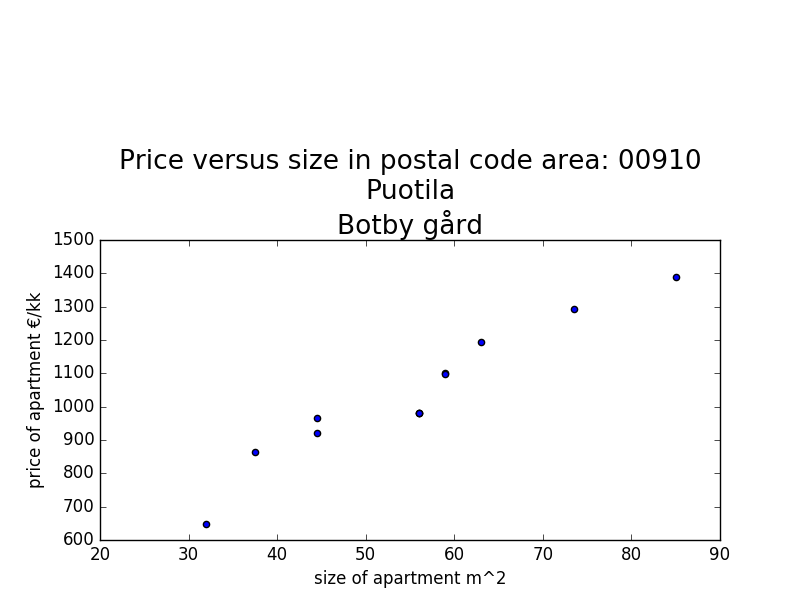 Price versus size in postal code area: 00910
Puotila
Botby gård
1500
1400
1300
1200
1100
1000
900
800
700
600
price of apartment €/kk
20 30 40 50 60 70 80 90
size of apartment m^2